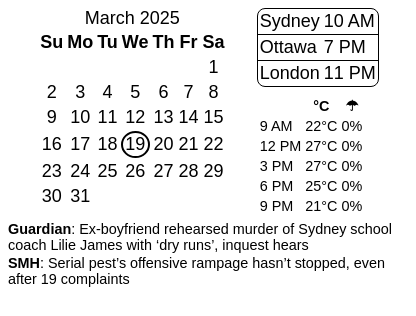 March 2025
Su Mo Tu We Th Fr Sa
1
2 3 4 5 6 7 8
9 10 11 12 13 14 15
16 17 18 19 20 21 22
23 24 25 26 27 28 29
30 31
Sydney 10 AM
Ottawa 7 PM
London 11 PM
°C ☂
9 AM 22°C 0%
12 PM 27°C 0%
3 PM 27°C 0%
6 PM 25°C 0%
9 PM 21°C 0%
Guardian: Ex-boyfriend rehearsed murder of Sydney school
coach Lilie James with ‘dry runs’, inquest hears
SMH: Serial pest’s offensive rampage hasn’t stopped, even
after 19 complaints